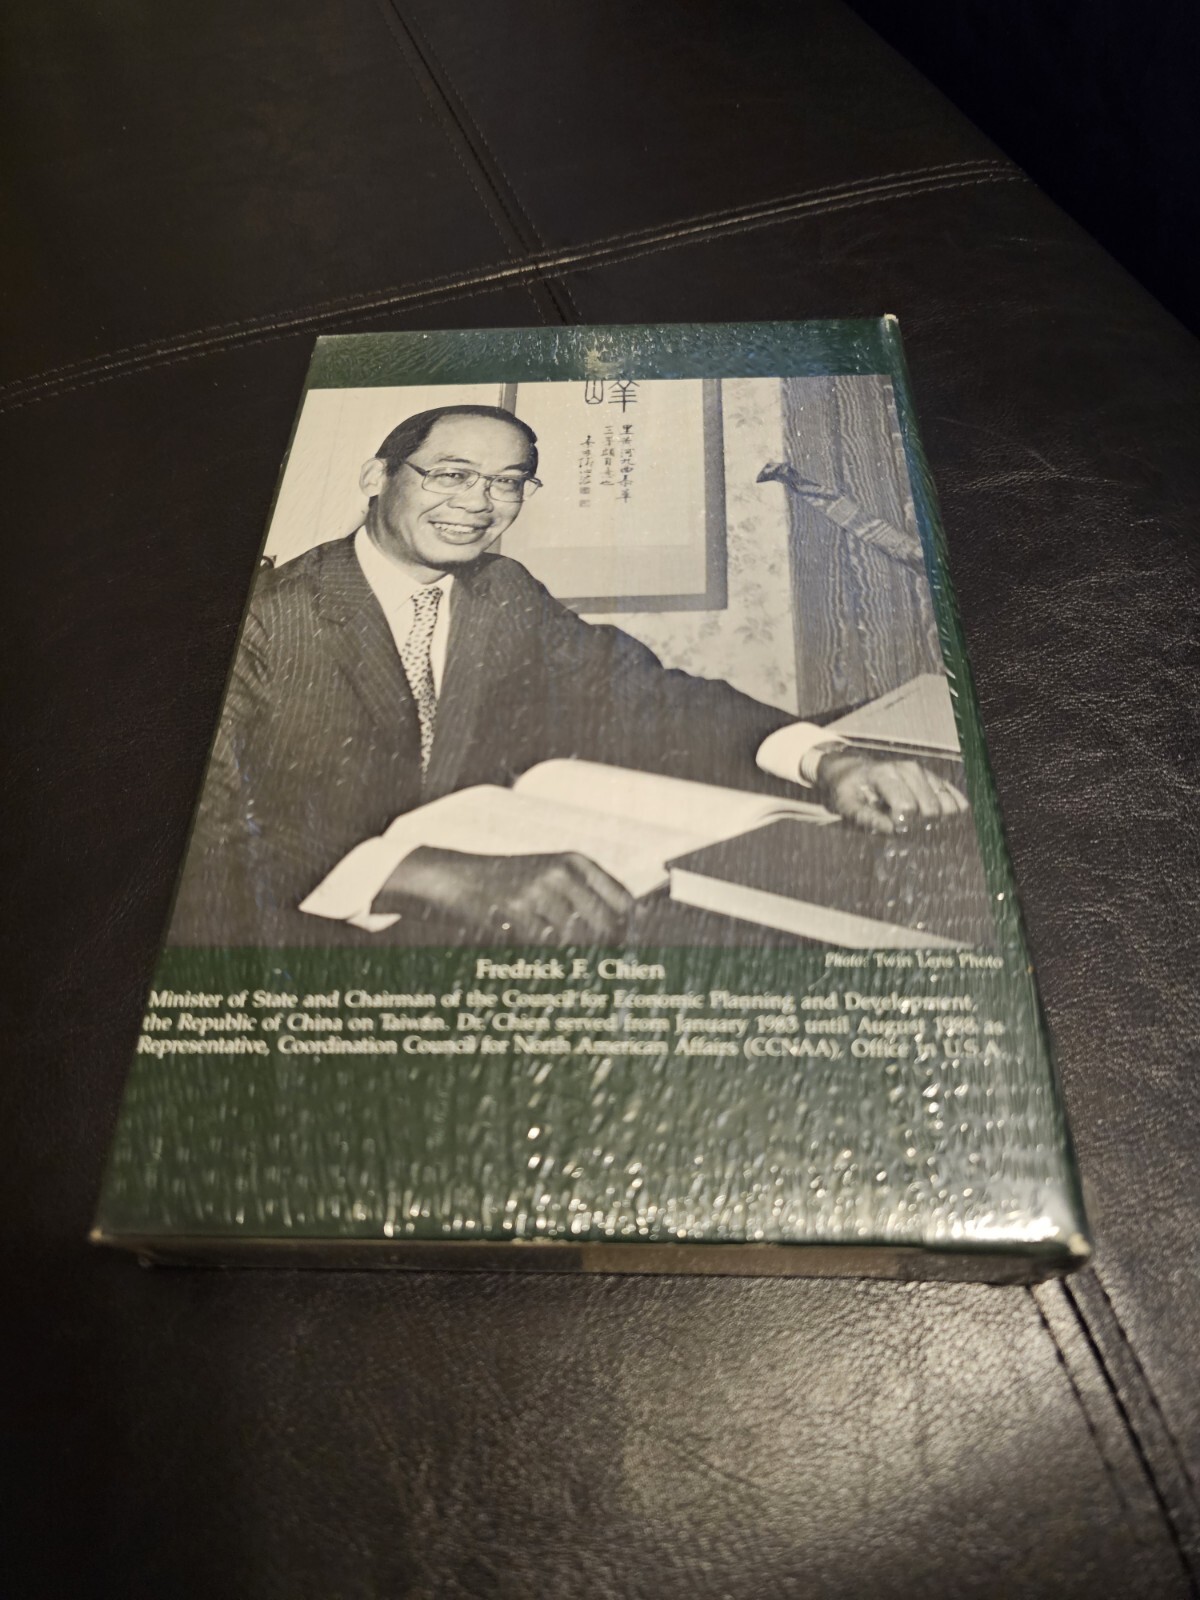 峰
Photo: Twin Lens Photo
Fredrick F. Chien
Minister of State and Chairman of the Council for Economic Planning and Development,
the Republic of China on Taiwan. Dr. Chien served from January 1983 until August 1988 as
Representative, Coordination Council for North American Affairs (CCNAA), Office in U.S.A.